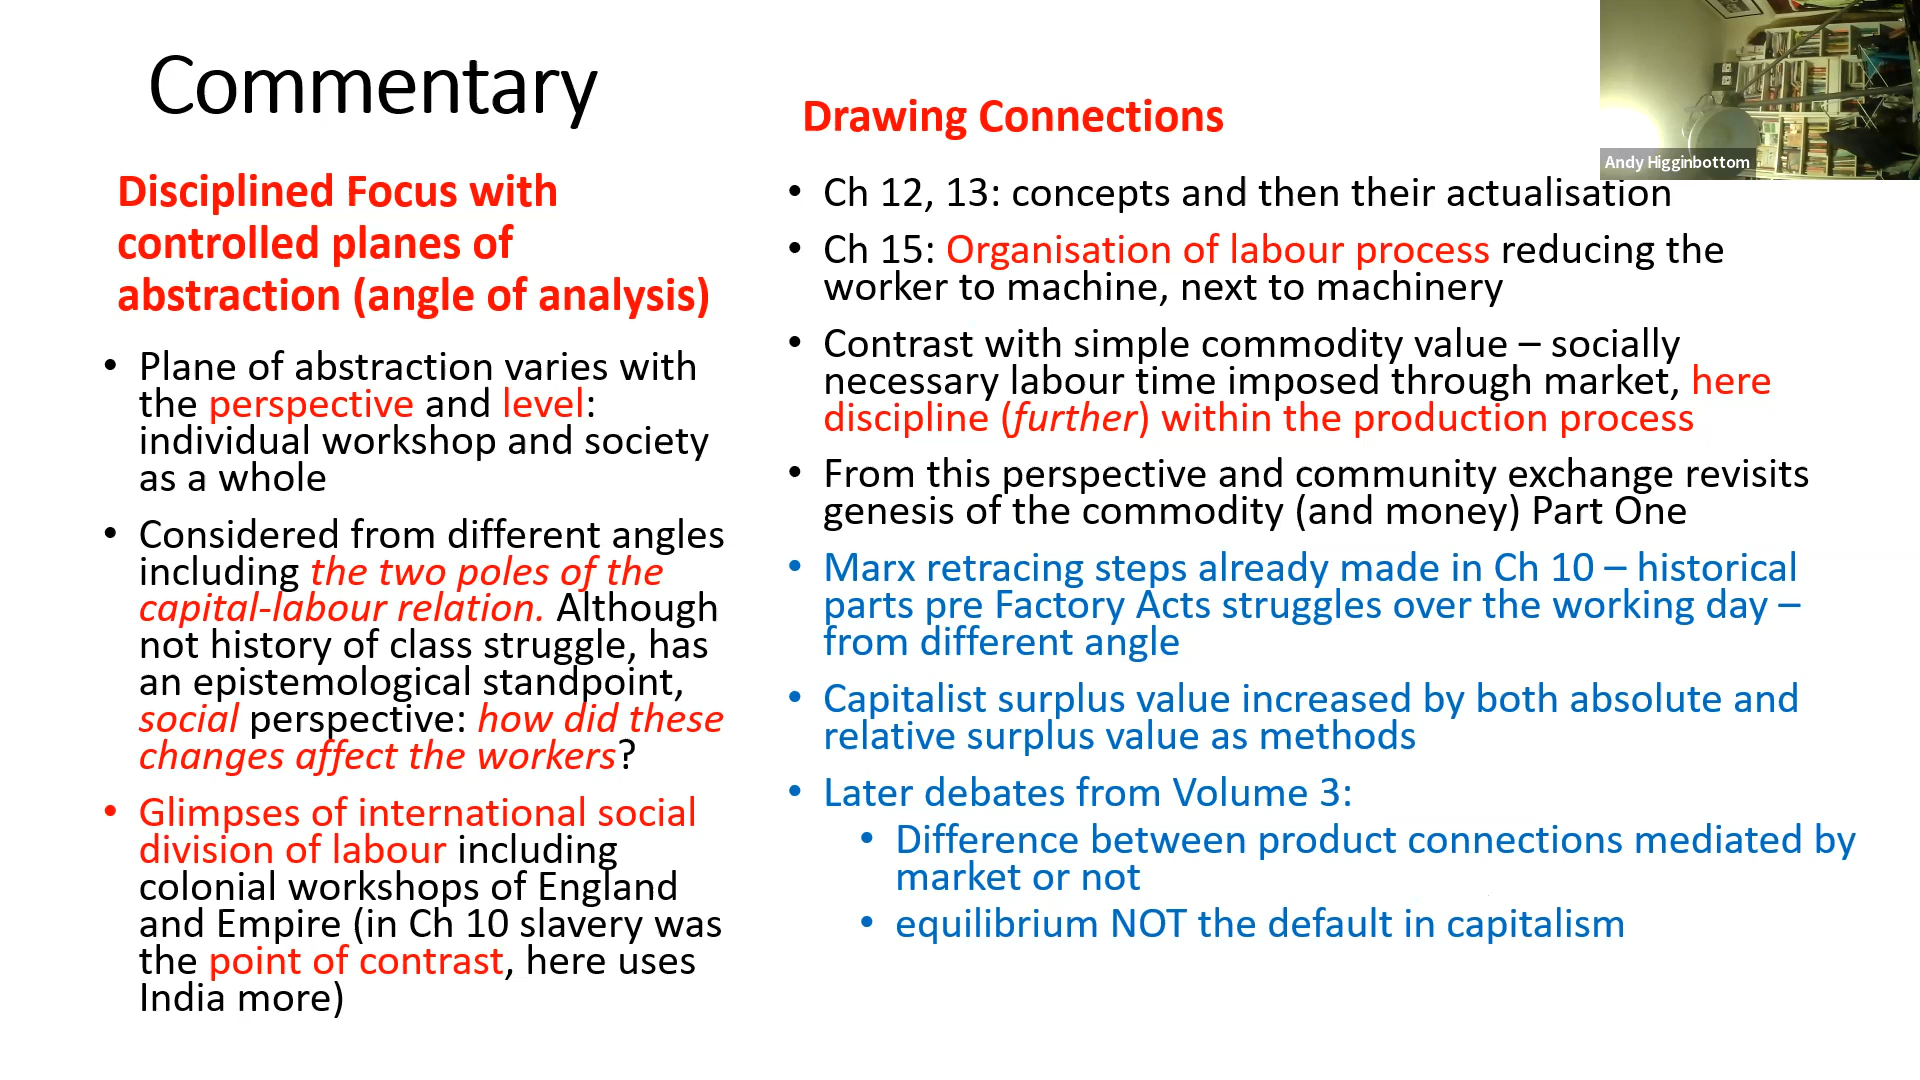 Commentary
Disciplined Focus with
controlled planes of
abstraction (angle of analysis)
• Plane of abstraction varies with
the perspective and level:
individual workshop and society
as a whole
• Considered from different angles
including the two poles of the
capital-labour relation. Although
not history of class struggle, has
an epistemological standpoint,
social perspective: how did these
changes affect the workers?
• Glimpses of international social
division of labour including
colonial workshops of England
and Empire (in Ch 10 slavery was
the point of contrast, here uses
India more)
Drawing Connections
• Ch 12, 13: concepts and then their actualisation
• Ch 15: Organisation of labour process reducing the
worker to machine, next to machinery
• Contrast with simple commodity value – socially
necessary labour time imposed through market, here
discipline (further) within the production process
• From this perspective and community exchange revisits
genesis of the commodity (and money) Part One
• Marx retracing steps already made in Ch 10 – historical
parts pre Factory Acts struggles over the working day –
from different angle
• Capitalist surplus value increased by both absolute and
relative surplus value as methods
• Later debates from Volume 3:
• Difference between product connections mediated by
market or not
• equilibrium NOT the default in capitalism
Andy Higginbottom